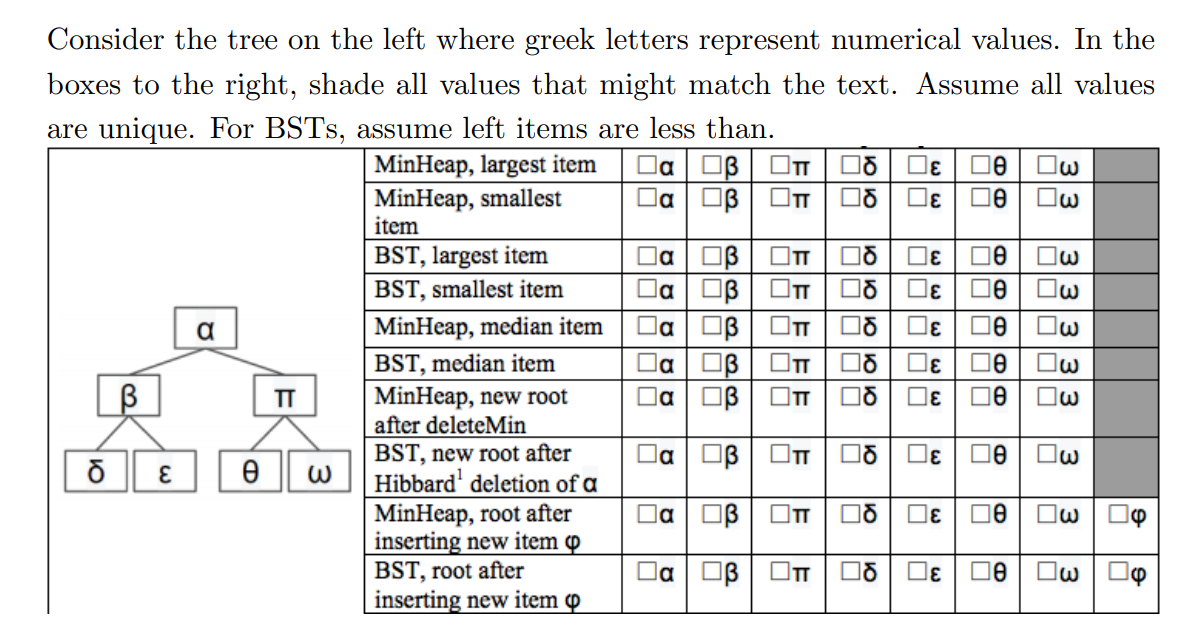 Consider the tree on the left where greek letters represent numerical values. In the
boxes to the right, shade all values that might match the text. Assume all values
are unique. For BSTs, assume left items are less than.
MinHeap, largest item □α □β □π □δ □ε □θ □ω
MinHeap, smallest □α □β □π □δ □ε □θ □ω
item
BST, largest item □α □β □π □δ □ε □θ □ω
BST, smallest item □α □β □π □δ □ε □θ □ω
MinHeap, median item □α □β □π □δ □ε □θ □ω
BST, median item □α □β □π □δ □ε □θ □ω
MinHeap, new root □α □β □π □δ □ε □θ □ω
after deleteMin
BST, new root after □α □β □π □δ □ε □θ □ω
Hibbard¹ deletion of α
MinHeap, root after □α □β □π □δ □ε □θ □ω □φ
inserting new item φ
BST, root after □α □β □π □δ □ε □θ □ω □φ
inserting new item φ
α
β π
δ ε θ ω